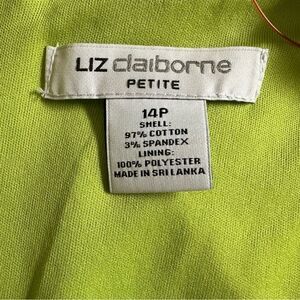 LIZ claiborne
PETITE
14P
SHELL:
97% COTTON
3% SPANDEX
LINING:
100% POLYESTER
MADE IN SRI LANKA